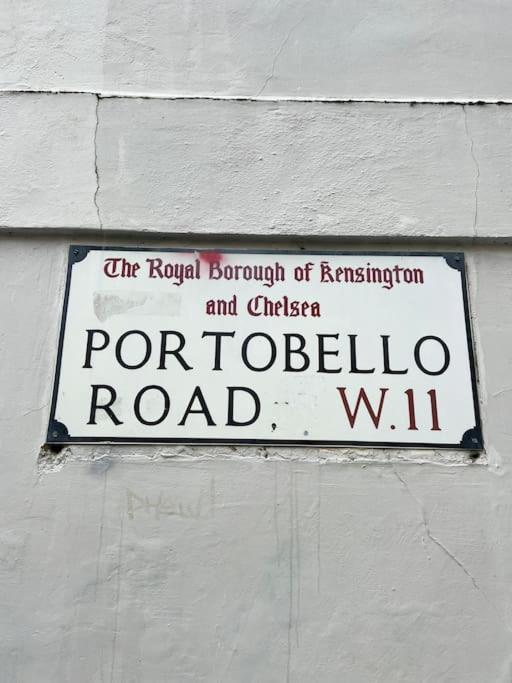 The Royal Borough of Kensington
and Chelsea
PORTOBELLO
ROAD, W.11